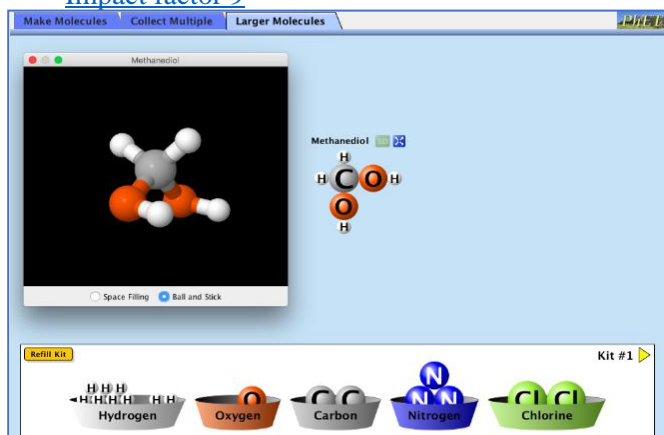 Impact factor 9
Make Molecules Collect Multiple Larger Molecules PhET
Methanediol
Methanediol 3D
H
H C O H
O
H
Space Filling Ball and Stick
Refill Kit
Kit #1
H H H
H H H H H H
N
O C C N N Cl Cl
Hydrogen Oxygen Carbon Nitrogen Chlorine